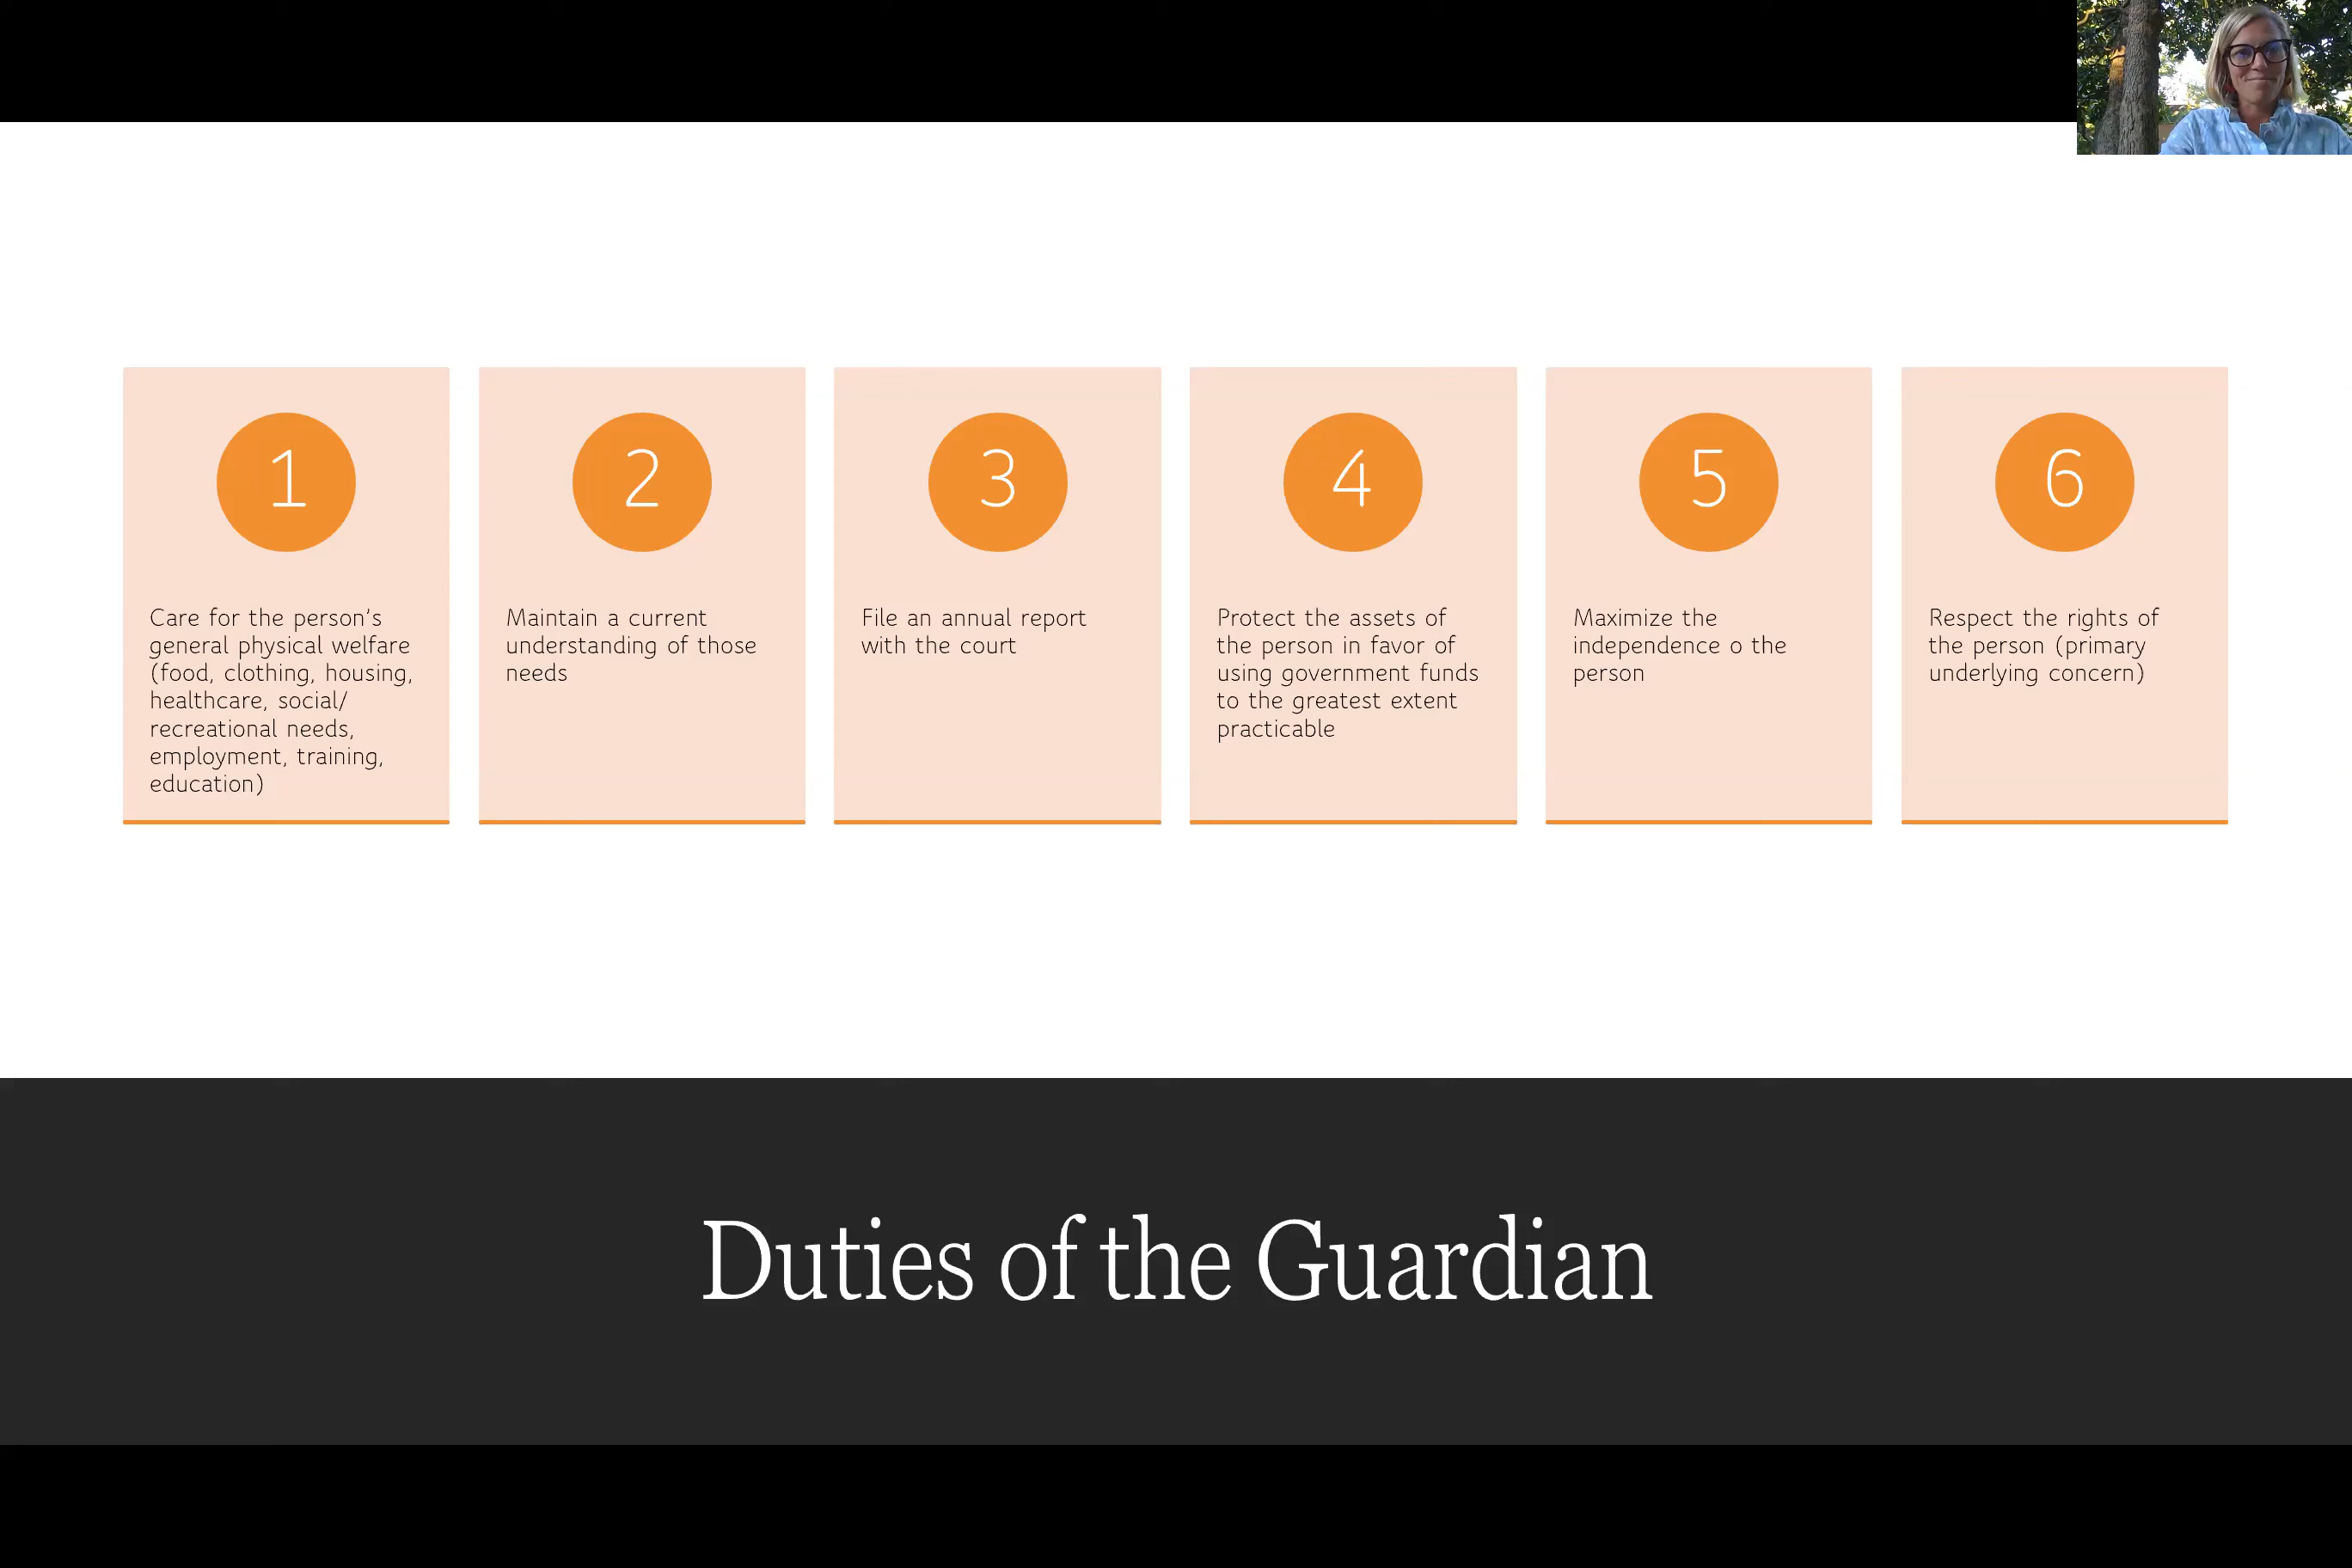 1
Care for the person's
general physical welfare
(food, clothing, housing,
healthcare, social/
recreational needs,
employment, training,
education)
2
Maintain a current
understanding of those
needs
3
File an annual report
with the court
4
Protect the assets of
the person in favor of
using government funds
to the greatest extent
practicable
5
Maximize the
independence o the
person
6
Respect the rights of
the person (primary
underlying concern)
Duties of the Guardian